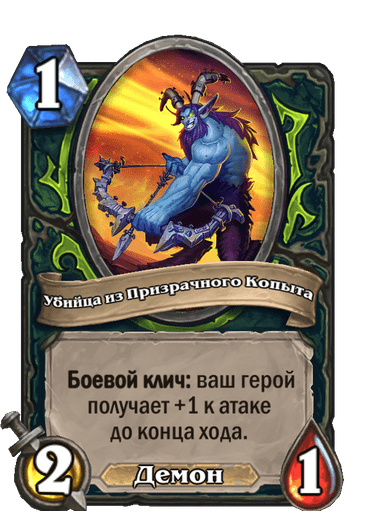 1
Убийца из Призрачного Копыта
Боевой клич: ваш герой
получает +1 к атаке
до конца хода.
2
Демон
1